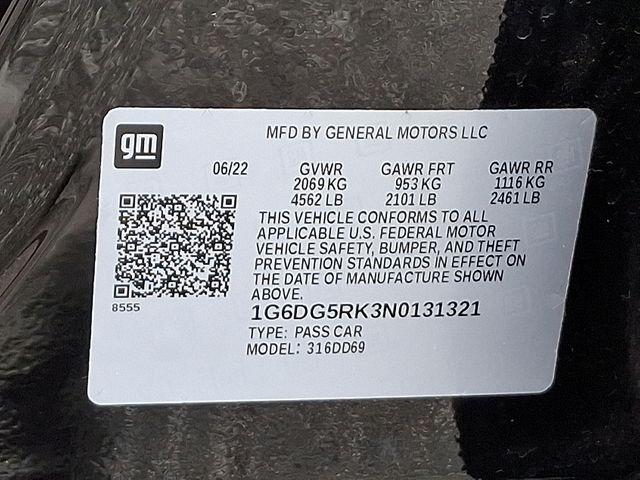 gm
MFD BY GENERAL MOTORS LLC
06/22 GVWR GAWR FRT GAWR RR
2069 KG 953 KG 1116 KG
4562 LB 2101 LB 2461 LB
THIS VEHICLE CONFORMS TO ALL
APPLICABLE U.S. FEDERAL MOTOR
VEHICLE SAFETY, BUMPER, AND THEFT
PREVENTION STANDARDS IN EFFECT ON
THE DATE OF MANUFACTURE SHOWN
ABOVE.
8555
1G6DG5RK3N0131321
TYPE: PASS CAR
MODEL: 316DD69